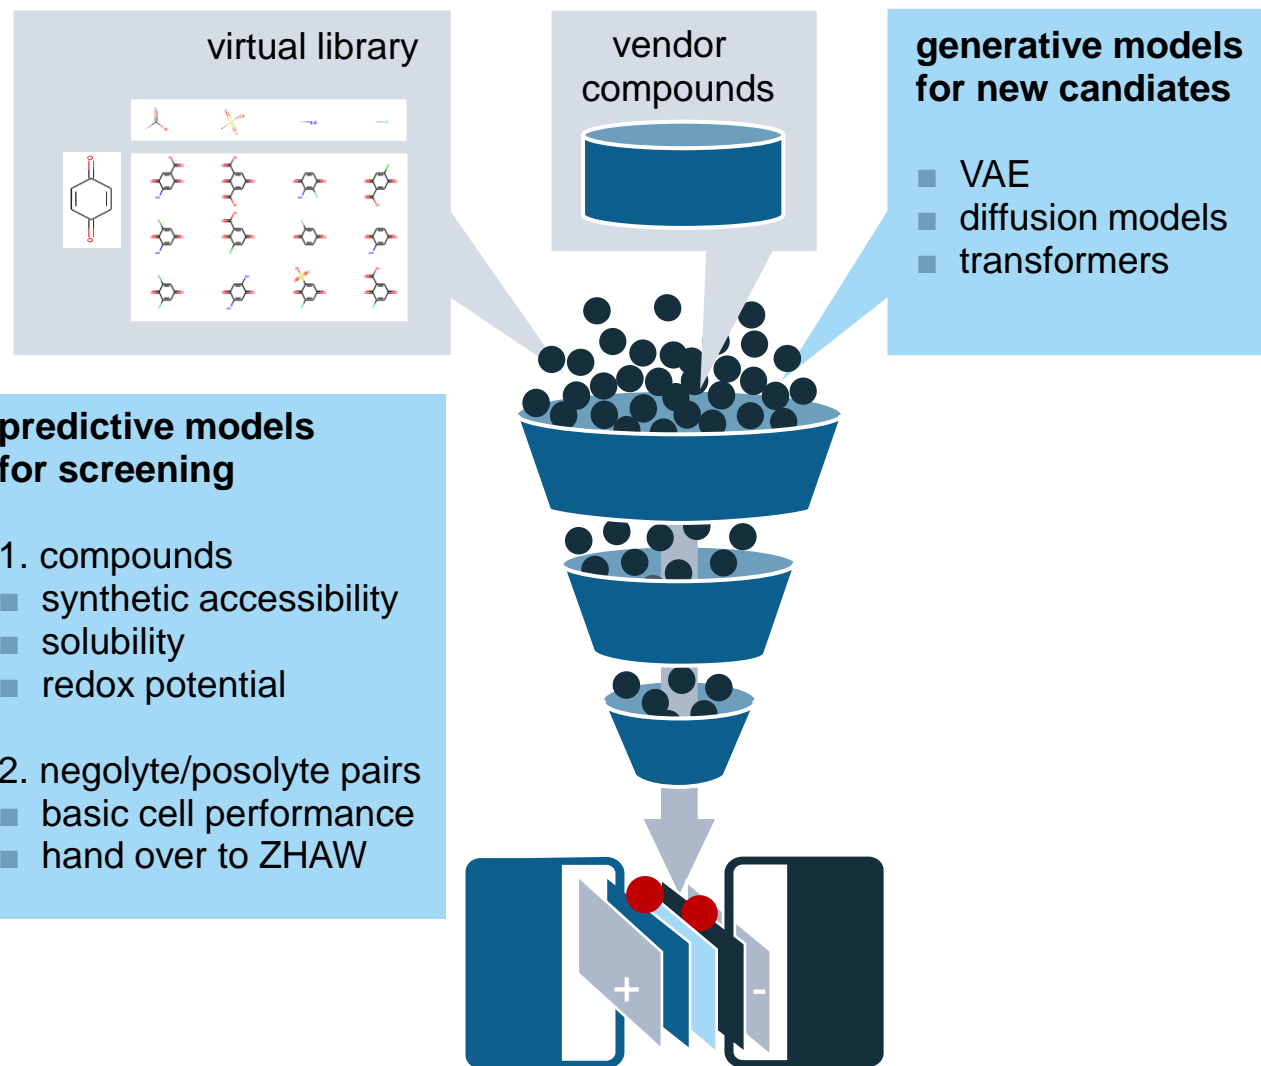 virtual library
vendor
compounds
generative models
for new candiates
VAE
diffusion models
transformers
predictive models
for screening
1. compounds
synthetic accessibility
solubility
redox potential
2. negolyte/posolyte pairs
basic cell performance
hand over to ZHAW
+
-